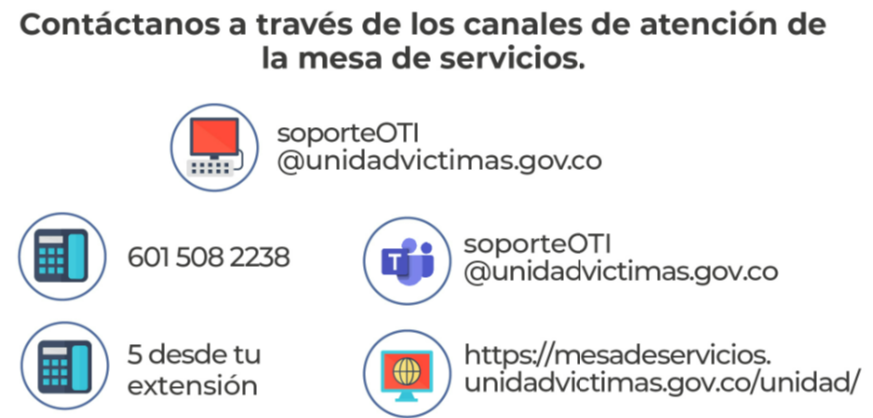 Contáctanos a través de los canales de atención de
la mesa de servicios.
soporteOTI
@unidadvictimas.gov.co
601 508 2238
soporteOTI
@unidadvictimas.gov.co
5 desde tu
extensión
https://mesadeservicios.
unidadvictimas.gov.co/unidad/